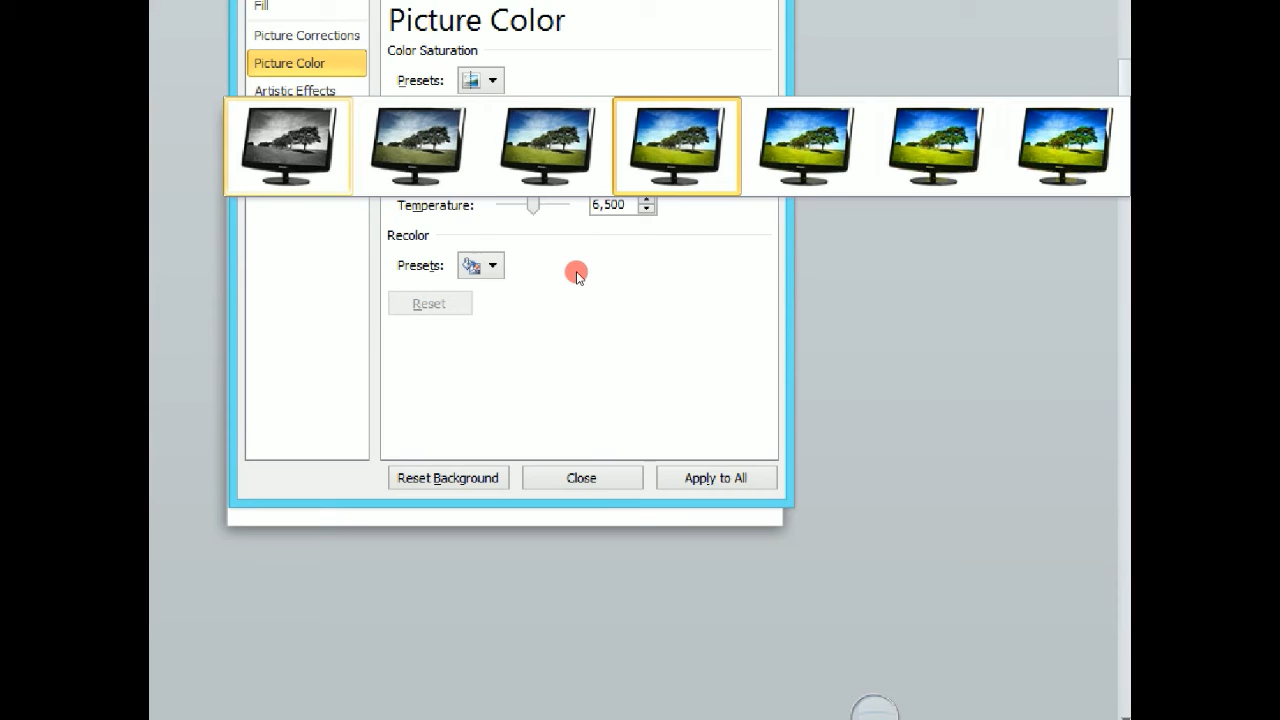 Fill
Picture Color
Picture Corrections
Color Saturation
Picture Color
Presets:
Artistic Effects
Temperature: 6,500
Recolor
Presets:
Reset
Reset Background Close Apply to All